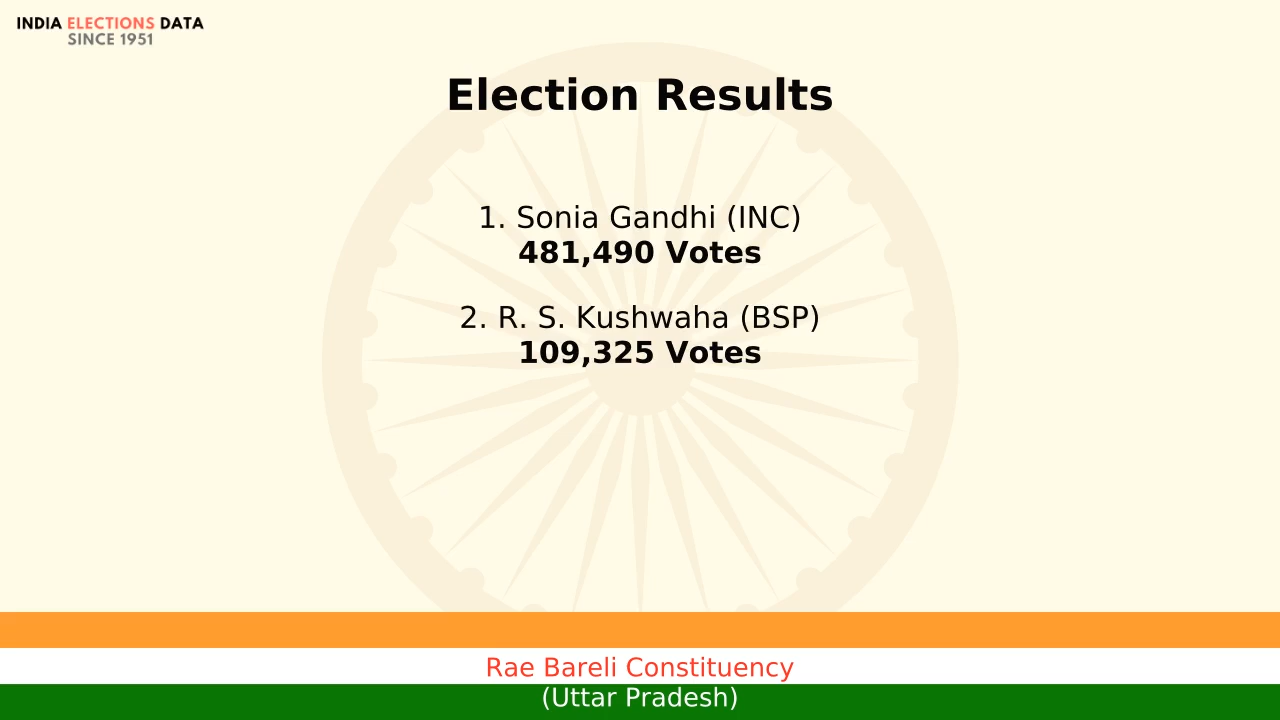 INDIA ELECTIONS DATA
SINCE 1951
Election Results
1. Sonia Gandhi (INC)
481,490 Votes
2. R. S. Kushwaha (BSP)
109,325 Votes
Rae Bareli Constituency
(Uttar Pradesh)